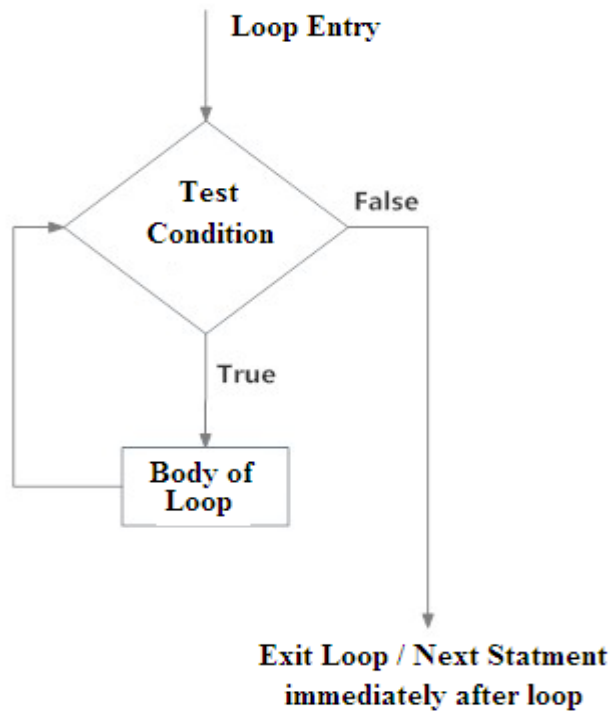 Loop Entry
Test
Condition
False
True
Body of
Loop
Exit Loop / Next Statment
immediately after loop